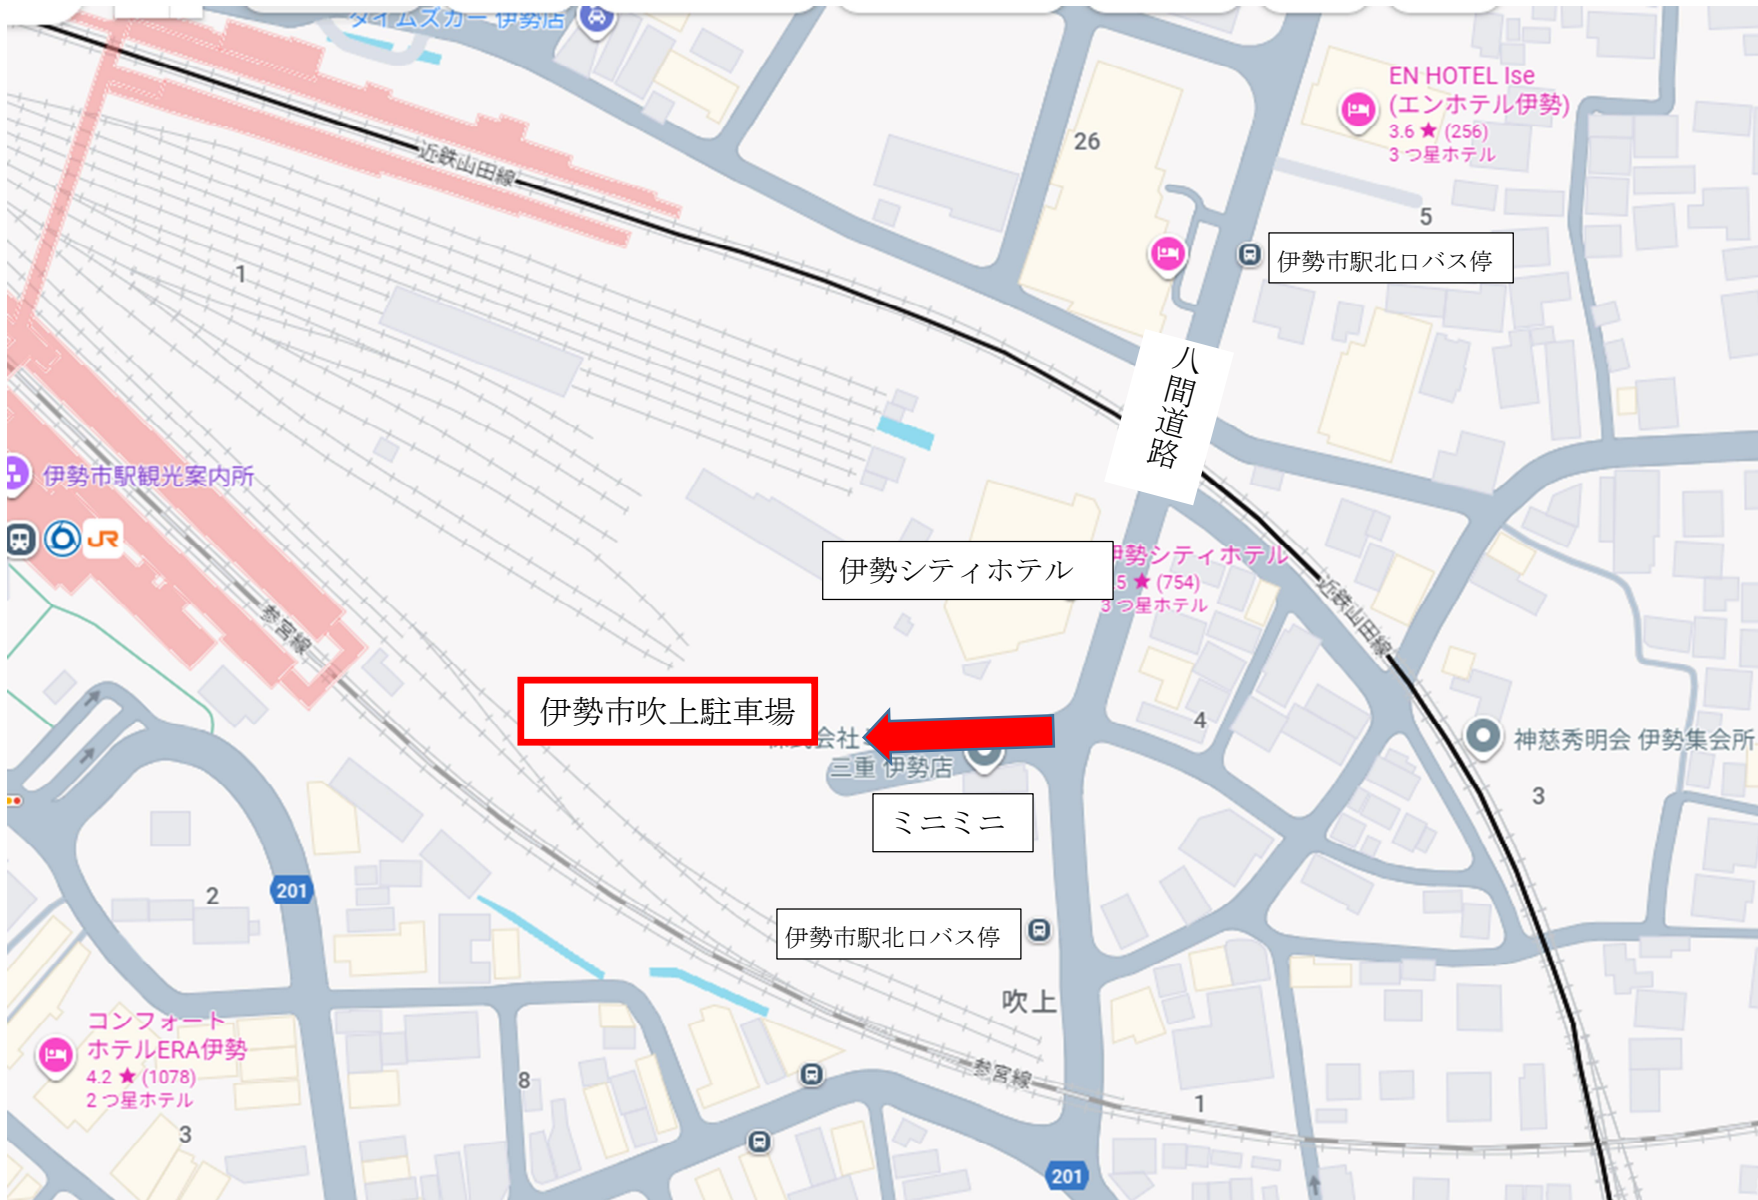 タイムズカー 伊勢店
EN HOTEL Ise
(エンホテル伊勢)
3.6 ★ (256)
3 つ星ホテル
26
近鉄山田線
5
伊勢市駅北口バス停
1
八間道路
伊勢市駅観光案内所
JR
伊勢シティホテル
伊勢シティホテル
5 ★ (754)
3 つ星ホテル
近鉄山田線
参宮線
伊勢市吹上駐車場
4
株式会社
三重 伊勢店
神慈秀明会 伊勢集会所
3
ミニミニ
2
201
伊勢市駅北口バス停
吹上
コンフォート
ホテルERA伊勢
4.2 ★ (1078)
2 つ星ホテル
8
参宮線
1
3
201